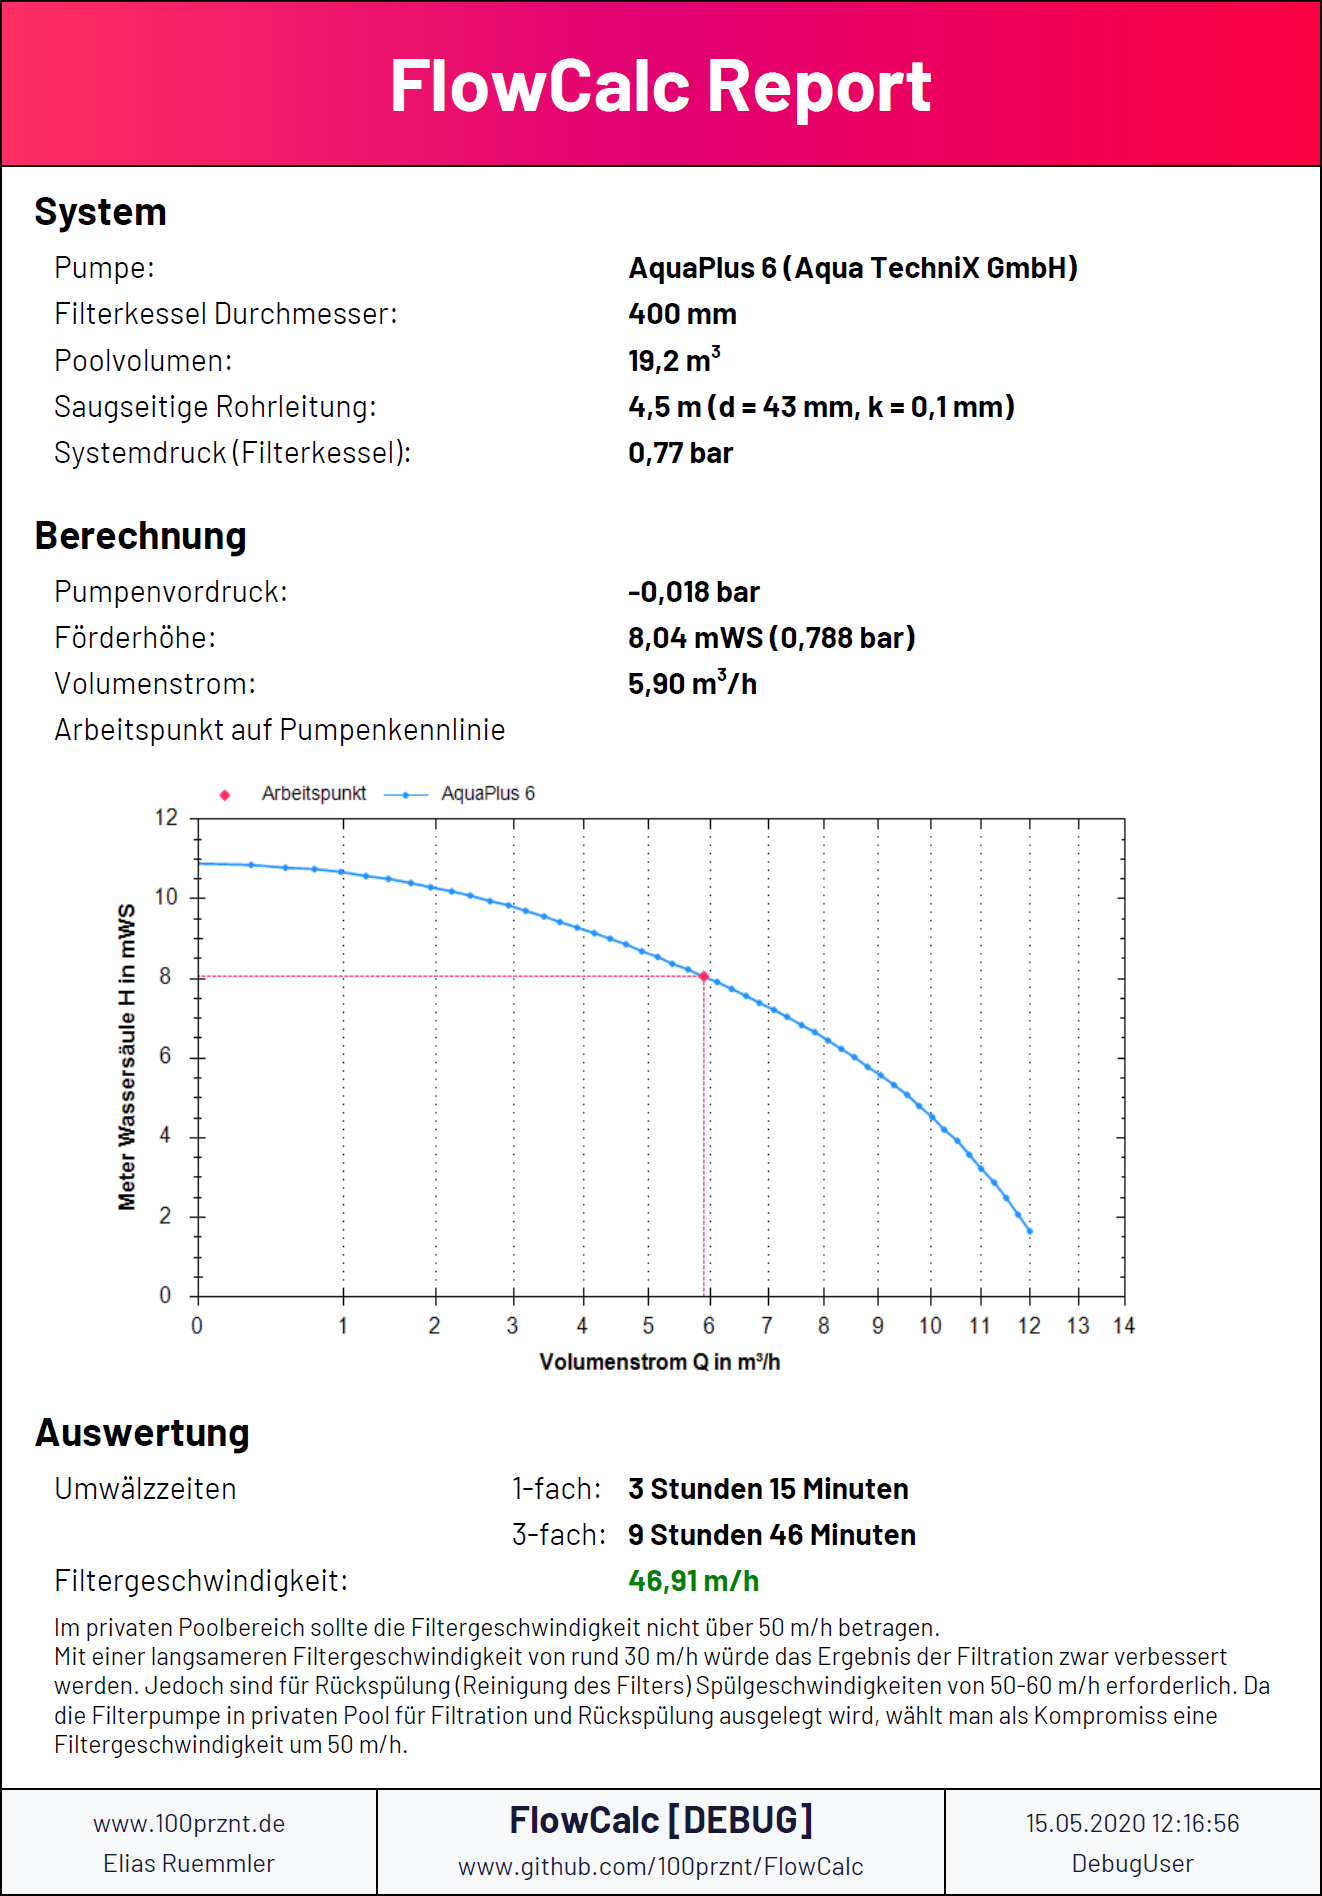 FlowCalc Report
System
Pumpe: AquaPlus 6 (Aqua TechniX GmbH)
Filterkessel Durchmesser: 400 mm
Poolvolumen: 19,2 m³
Saugseitige Rohrleitung: 4,5 m (d = 43 mm, k = 0,1 mm)
Systemdruck (Filterkessel): 0,77 bar
Berechnung
Pumpenvordruck: -0,018 bar
Förderhöhe: 8,04 mWS (0,788 bar)
Volumenstrom: 5,90 m³/h
Arbeitspunkt auf Pumpenkennlinie
Arbeitspunkt AquaPlus 6
Meter Wassersäule H in mWS
12
10
8
6
4
2
0
0 1 2 3 4 5 6 7 8 9 10 11 12 13 14
Volumenstrom Q in m³/h
Auswertung
Umwälzzeiten 1-fach: 3 Stunden 15 Minuten
3-fach: 9 Stunden 46 Minuten
Filtergeschwindigkeit: 46,91 m/h
Im privaten Poolbereich sollte die Filtergeschwindigkeit nicht über 50 m/h betragen.
Mit einer langsameren Filtergeschwindigkeit von rund 30 m/h würde das Ergebnis der Filtration zwar verbessert
werden. Jedoch sind für Rückspülung (Reinigung des Filters) Spülgeschwindigkeiten von 50-60 m/h erforderlich. Da
die Filterpumpe in privaten Pool für Filtration und Rückspülung ausgelegt wird, wählt man als Kompromiss eine
Filtergeschwindigkeit um 50 m/h.
www.100prznt.de
Elias Ruemmler
FlowCalc [DEBUG]
www.github.com/100prznt/FlowCalc
15.05.2020 12:16:56
DebugUser